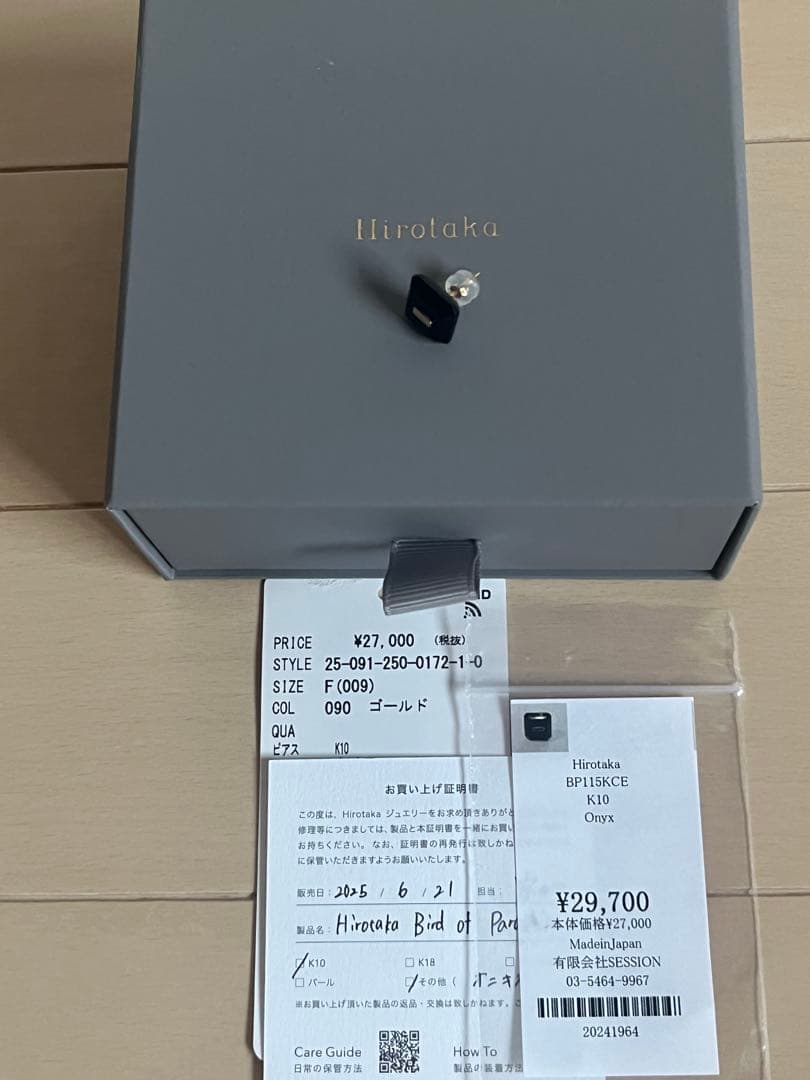 Hirotaka
D
PRICE ¥27,000 (税抜)
STYLE 25-091-250-0172-1-0
SIZE F(009)
COL 090 ゴールド
QUA
ピアス K10
お買い上げ証明書
この度は、Hirotaka ジュエリーをお求め頂きありがと
修理等につきましては、製品と本証明書を一緒にお買い
お持ちください。なお、証明書の再発行は致しかね
に保管いただきますようお願いいたします。
販売日: 2025 / 6 / 21 担当:
製品名: Hirotaka Bird of Para
K10 □ K18 □
□ パール その他 ( オニキス
※お買い上げ頂いた製品の返品・交換は致しかねます。こ
Care Guide
日常の保管方法
How To
製品の装着方法
Hirotaka
BP115KCE
K10
Onyx
¥29,700
本体価格¥27,000
MadeinJapan
有限会社SESSION
03-5464-9967
20241964